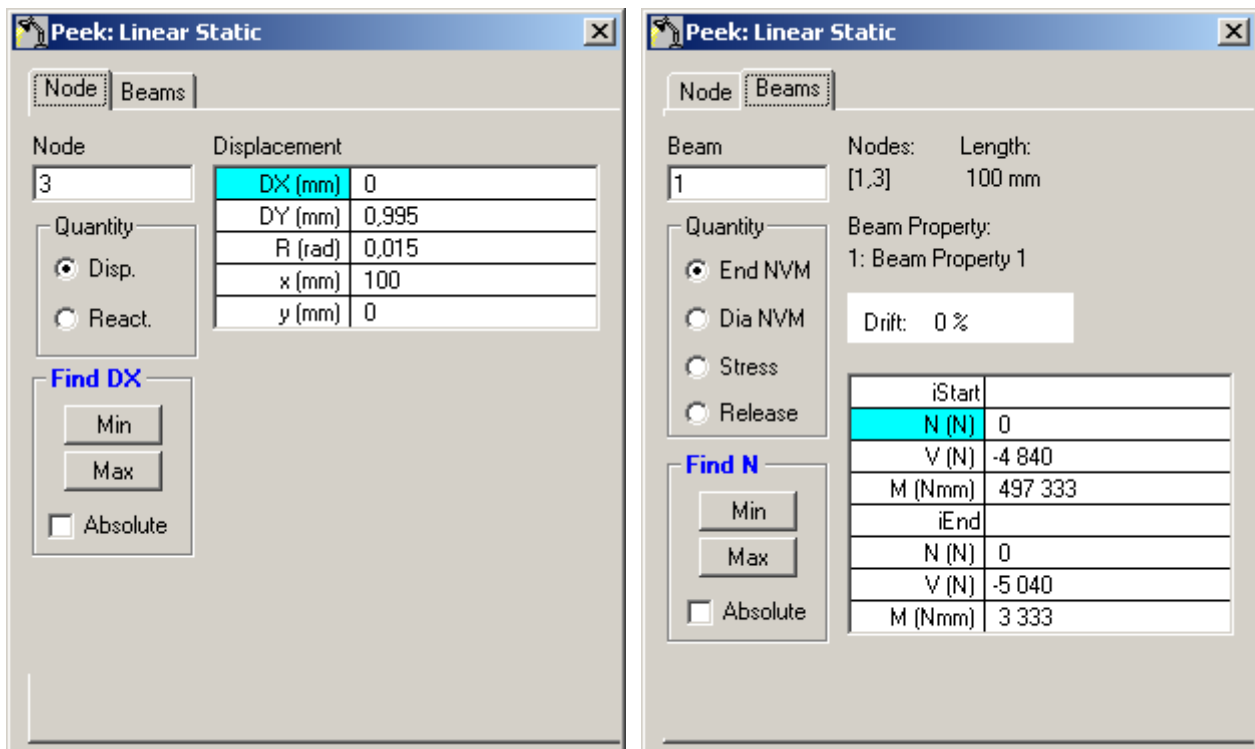 Peek: Linear Static
Node Beams
Node Displacement
3
DX (mm) 0
DY (mm) 0,995
R (rad) 0,015
x (mm) 100
y (mm) 0
Quantity
Disp.
React.
Find DX
Min
Max
Absolute
Peek: Linear Static
Node Beams
Beam Nodes: Length:
1 [1,3] 100 mm
Quantity
End NVM
Dia NVM
Stress
Release
Beam Property:
1: Beam Property 1
Drift: 0 %
Find N
Min
Max
Absolute
iStart
N (N) 0
V (N) -4 840
M (Nmm) 497 333
iEnd
N (N) 0
V (N) -5 040
M (Nmm) 3 333